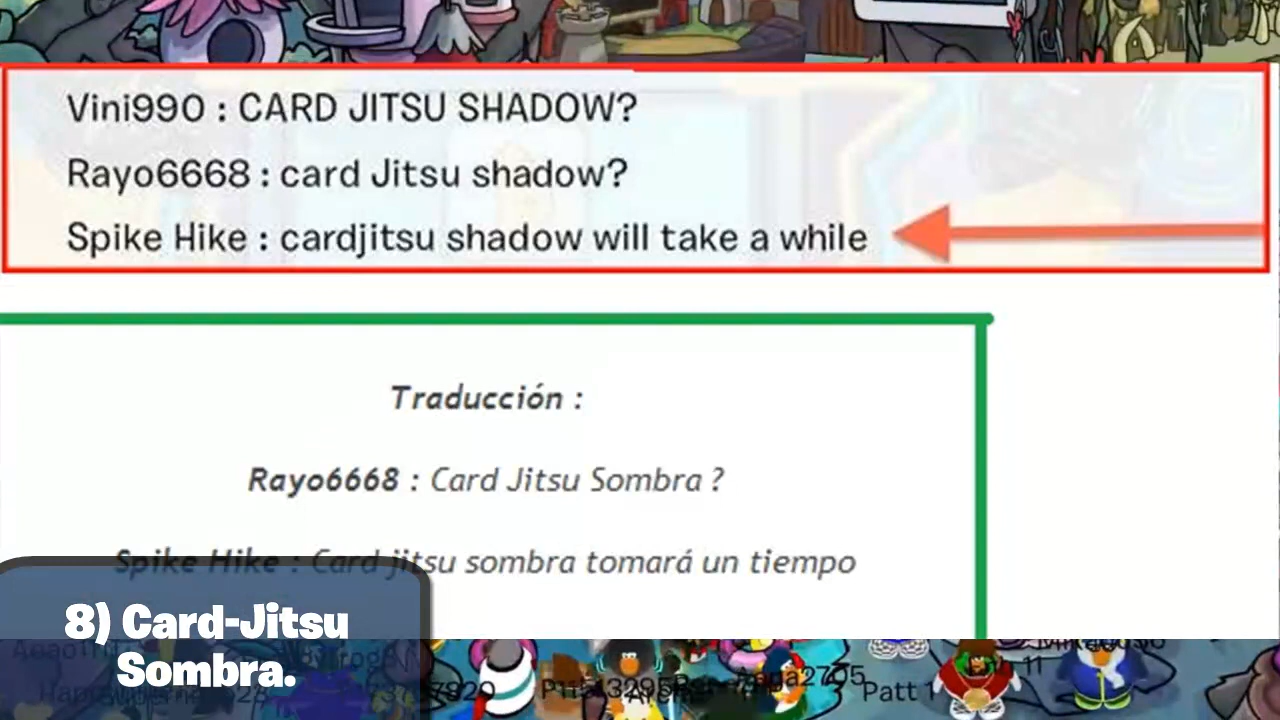 Vini990 : CARD JITSU SHADOW?
Rayo6668 : card Jitsu shadow?
Spike Hike : cardjitsu shadow will take a while
Traducción :
Rayo6668 : Card Jitsu Sombra ?
Spike Hike : Card jitsu sombra tomará un tiempo
8) Card-Jitsu
Sombra.
Patt 1